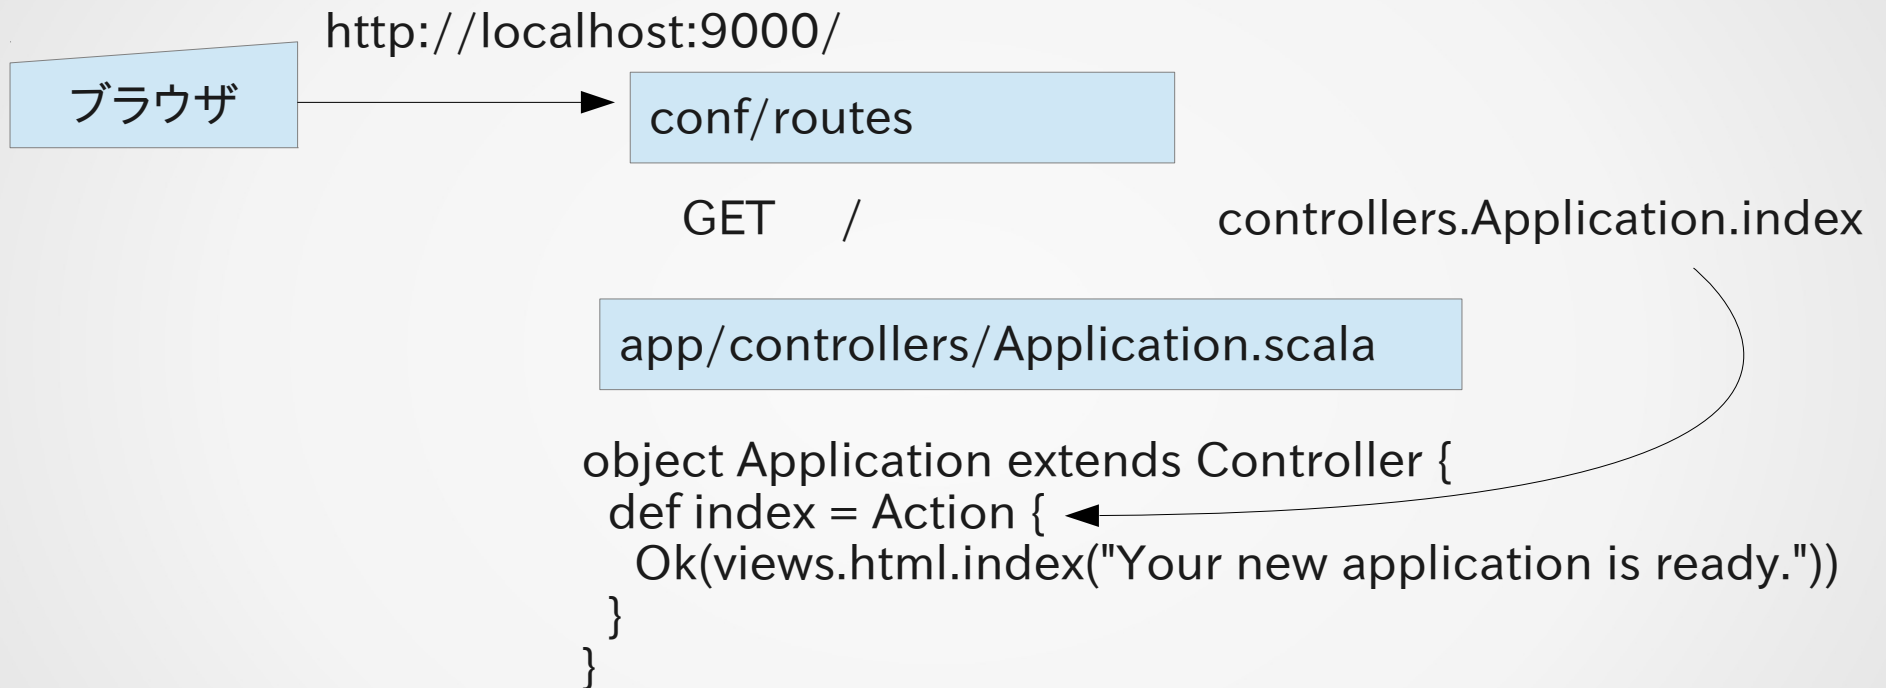 http://localhost:9000/
ブラウザ
conf/routes
GET / controllers.Application.index
app/controllers/Application.scala
object Application extends Controller {
def index = Action {
Ok(views.html.index("Your new application is ready."))
}
}